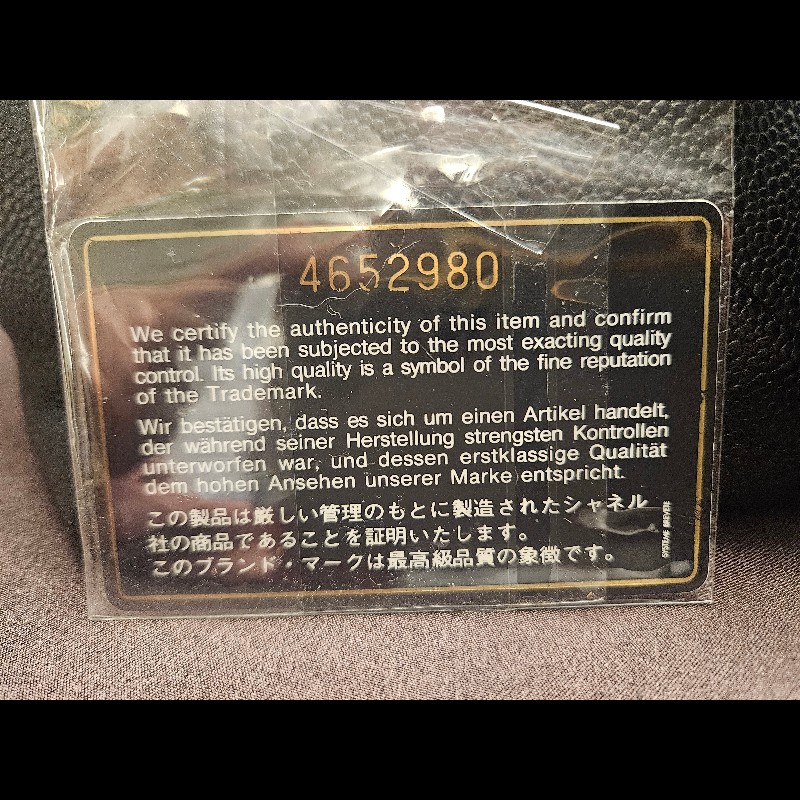 4652980
We certify the authenticity of this item and confirm
that it has been subjected to the most exacting quality
control. Its high quality is a symbol of the fine reputation
of the Trademark.
Wir bestätigen, dass es sich um einen Artikel handelt,
der während seiner Herstellung strengsten Kontrollen
unterworfen war, und dessen erstklassige Qualität
dem hohen Ansehen unserer Marke entspricht.
この製品は厳しい管理のもとに製造されたシャネル
社の商品であることを証明いたします。
このブランド・マークは最高級品質の象徴です。
SYSTEME BREVETE